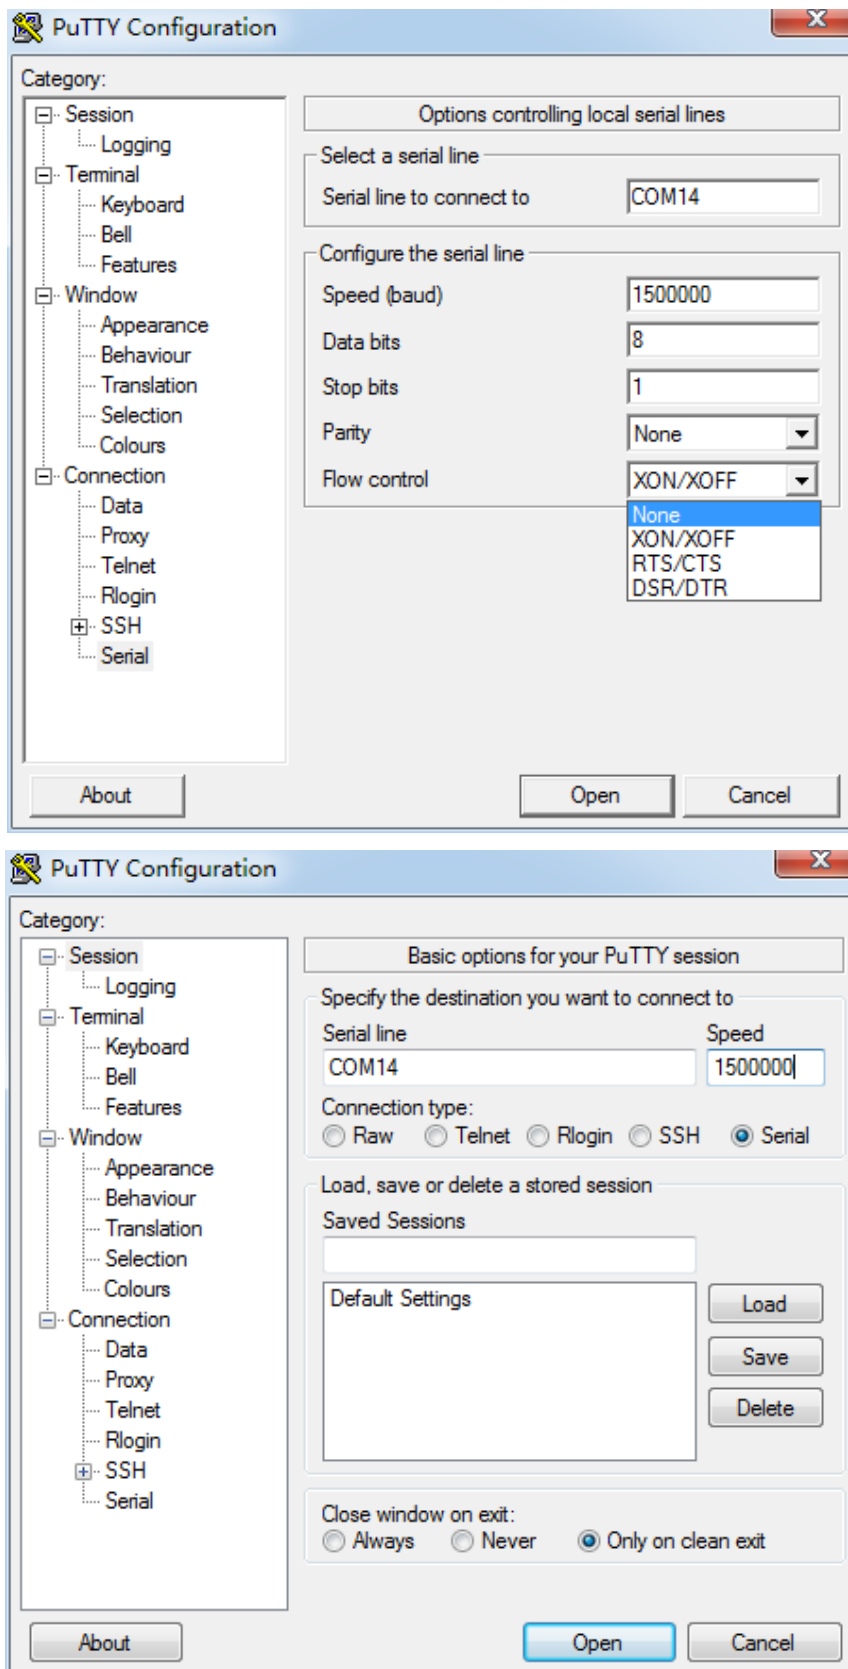 PuTTY Configuration
X
Category:
Session
Logging
Terminal
Keyboard
Bell
Features
Window
Appearance
Behaviour
Translation
Selection
Colours
Connection
Data
Proxy
Telnet
Rlogin
SSH
Serial
Options controlling local serial lines
Select a serial line
Serial line to connect to COM14
Configure the serial line
Speed (baud) 1500000
Data bits 8
Stop bits 1
Parity None
Flow control XON/XOFF
None
XON/XOFF
RTS/CTS
DSR/DTR
About Open Cancel
PuTTY Configuration
X
Category:
Session
Logging
Terminal
Keyboard
Bell
Features
Window
Appearance
Behaviour
Translation
Selection
Colours
Connection
Data
Proxy
Telnet
Rlogin
SSH
Serial
Basic options for your PuTTY session
Specify the destination you want to connect to
Serial line Speed
COM14 1500000
Connection type:
Raw Telnet Rlogin SSH Serial
Load, save or delete a stored session
Saved Sessions
Default Settings
Load
Save
Delete
Close window on exit:
Always Never Only on clean exit
About Open Cancel